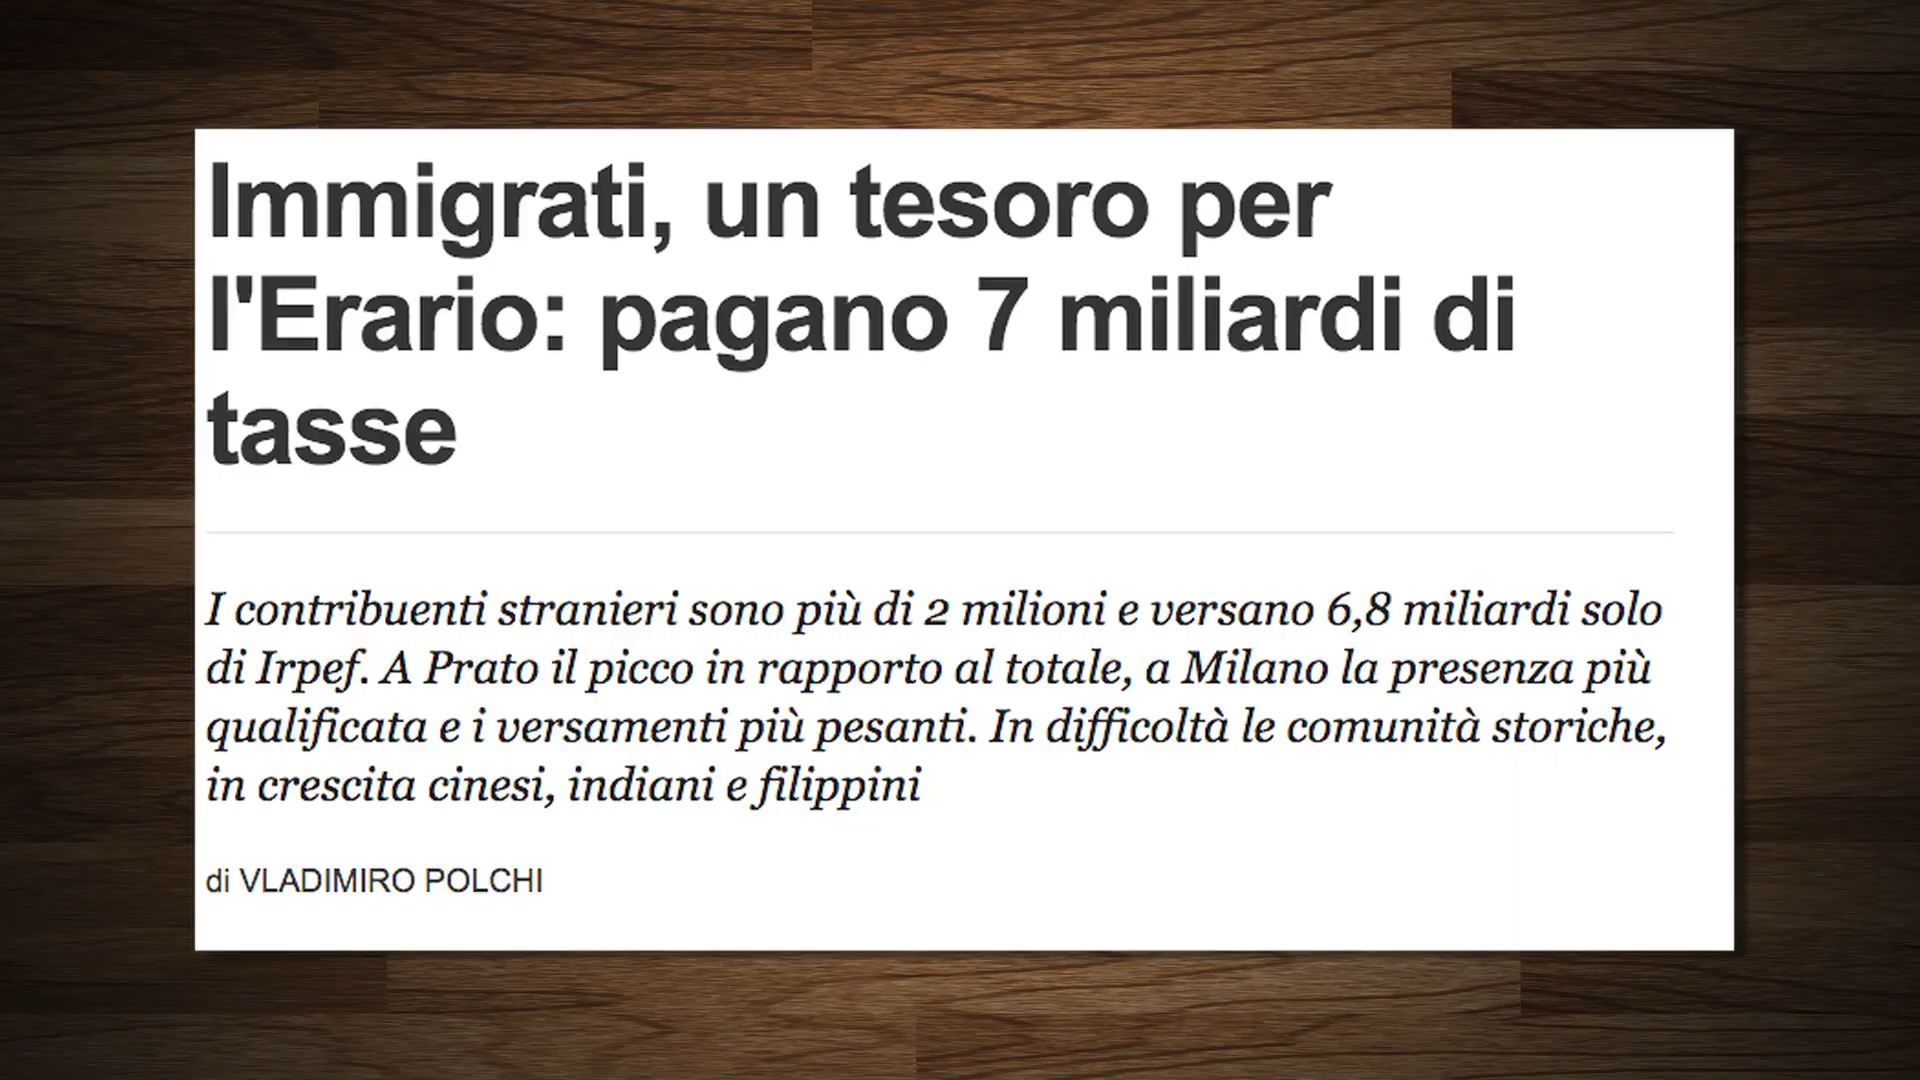 Immigrati, un tesoro per
l'Erario: pagano 7 miliardi di
tasse
I contribuenti stranieri sono più di 2 milioni e versano 6,8 miliardi solo
di Irpef. A Prato il picco in rapporto al totale, a Milano la presenza più
qualificata e i versamenti più pesanti. In difficoltà le comunità storiche,
in crescita cinesi, indiani e filippini
di VLADIMIRO POLCHI